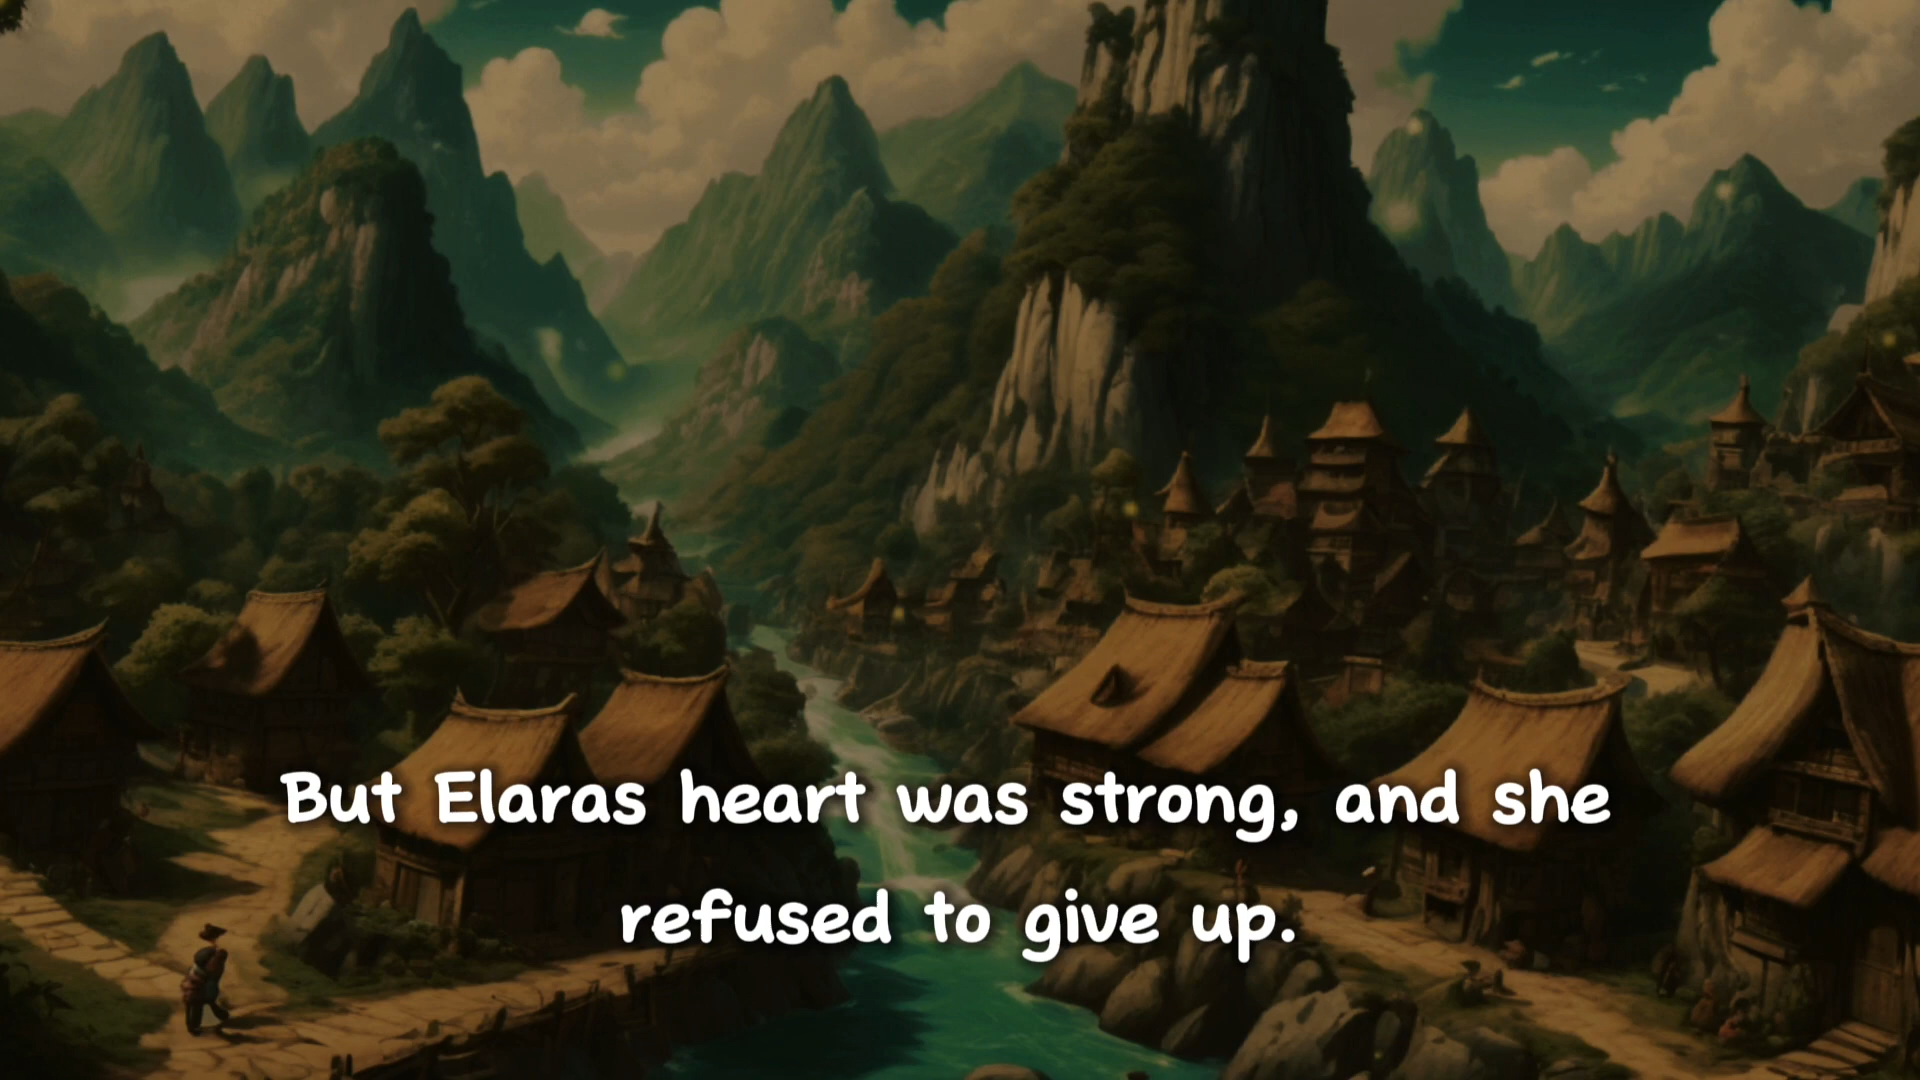 But Elaras heart was strong, and she
refused to give up.